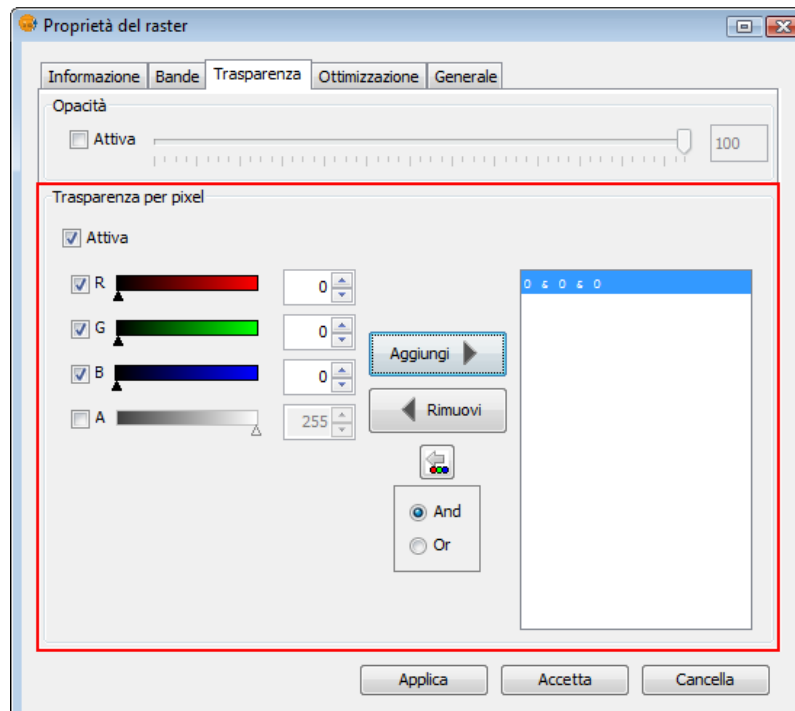 Proprietà del raster
Informazione Bande Trasparenza Ottimizzazione Generale
Opacità
Attiva 100
Trasparenza per pixel
Attiva
R 0
G 0
B 0
A 255
Aggiungi
Rimuovi
And
Or
0 & 0 & 0
Applica Accetta Cancella